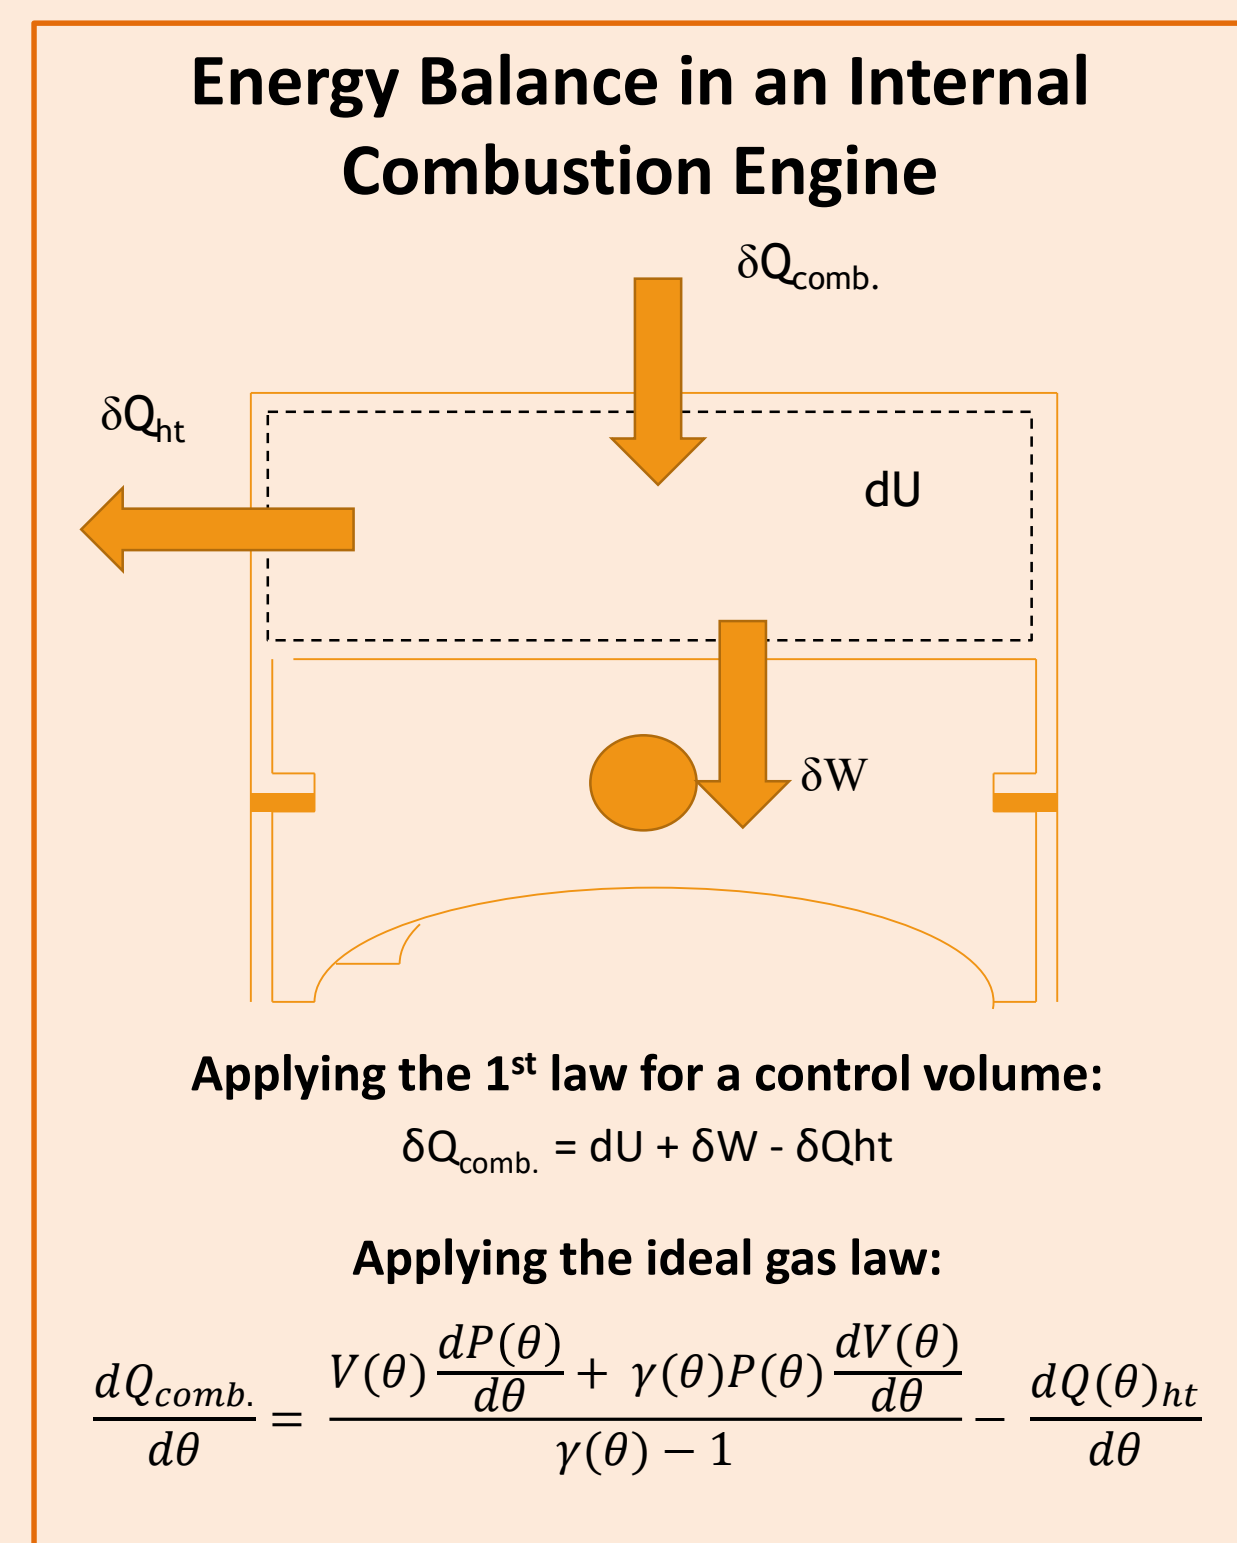 Energy Balance in an Internal
Combustion Engine
δQcomb.
δQht
dU
δW
Applying the 1st law for a control volume:
δQcomb. = dU + δW - δQht
Applying the ideal gas law:
dQcomb./dθ = (V(θ) dP(θ)/dθ + γ(θ)P(θ) dV(θ)/dθ)/(γ(θ) − 1) − dQ(θ)ht/dθ